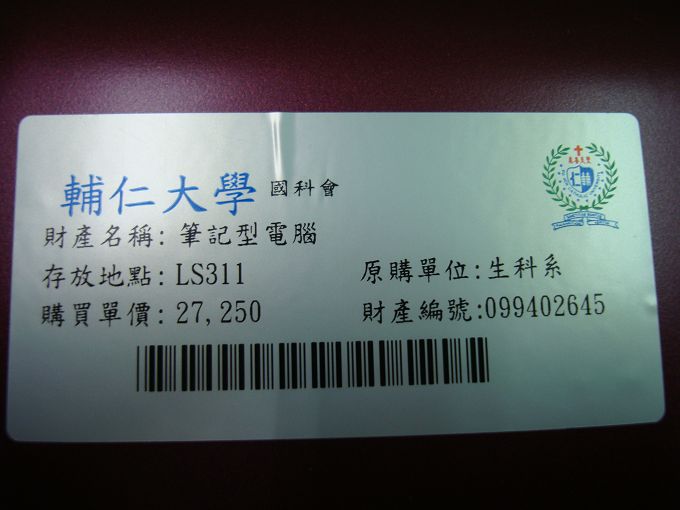 輔仁大學 國科會
財產名稱: 筆記型電腦
存放地點: LS311 原購單位:生科系
購買單價: 27,250 財產編號:099402645